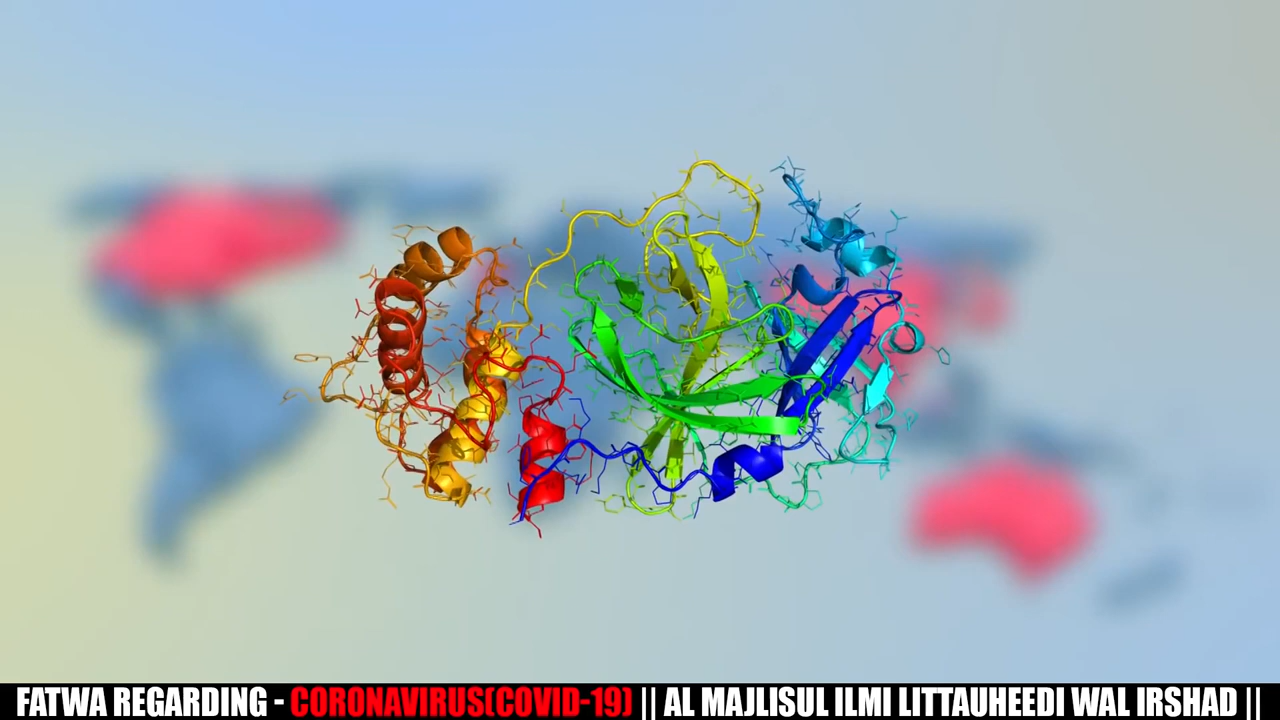 FATWA REGARDING - CORONAVIRUS(COVID-19) || AL MAJLISUL ILMI LITTAUHEEDI WAL IRSHAD ||